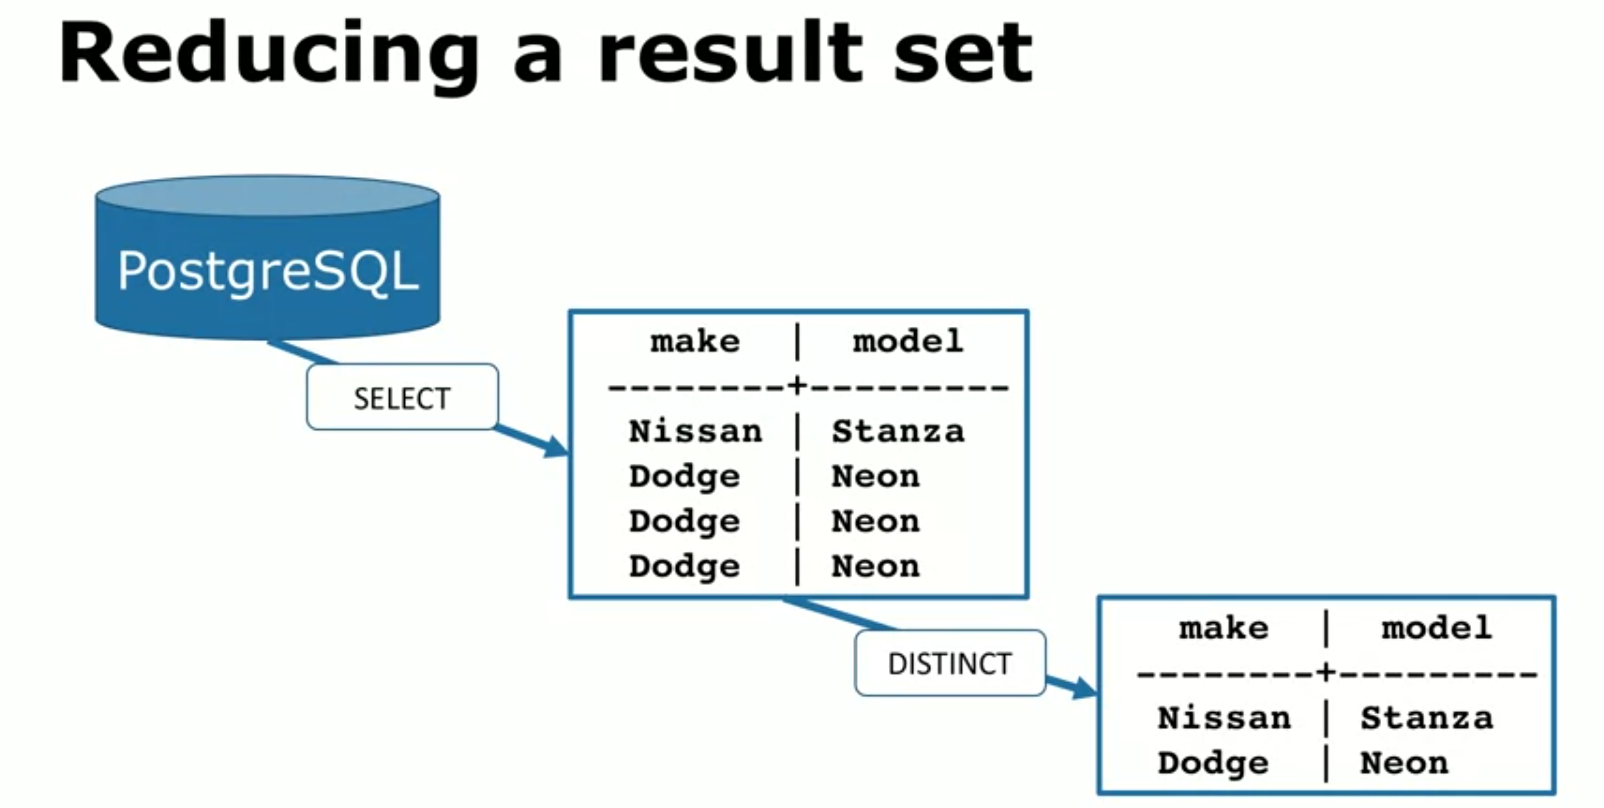 Reducing a result set
PostgreSQL
SELECT
make | model
--------+---------
Nissan | Stanza
Dodge | Neon
Dodge | Neon
Dodge | Neon
DISTINCT
make | model
--------+---------
Nissan | Stanza
Dodge | Neon